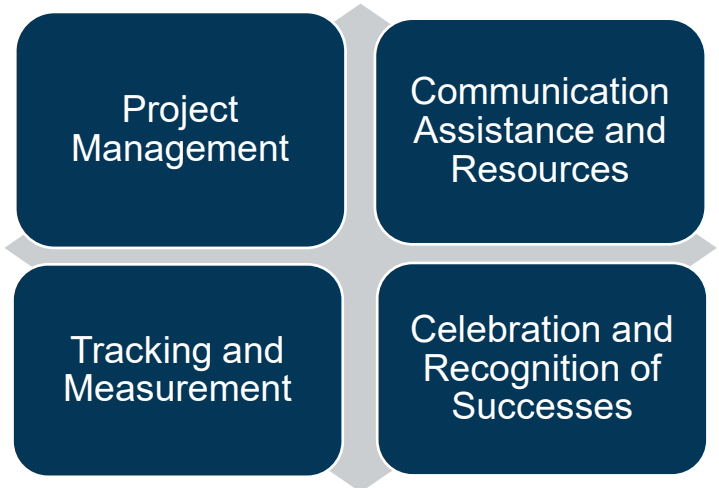 Project
Management
Communication
Assistance and
Resources
Tracking and
Measurement
Celebration and
Recognition of
Successes